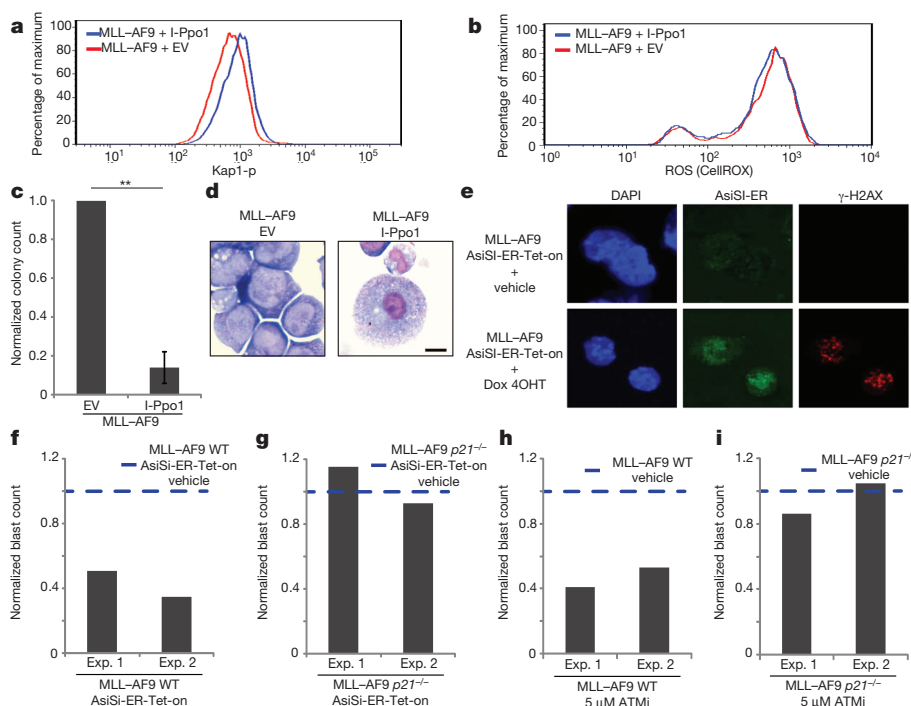 a
MLL–AF9 + I-Ppo1
MLL–AF9 + EV
Percentage of maximum
100
80
60
40
20
0
10¹ 10² 10³ 10⁴ 10⁵
Kap1-p
b
MLL–AF9 + I-Ppo1
MLL–AF9 + EV
Percentage of maximum
100
80
60
40
20
0
10⁰ 10¹ 10² 10³ 10⁴
ROS (CellROX)
c
**
Normalized colony count
1.0
0.8
0.6
0.4
0.2
0
EV I-Ppo1
MLL–AF9
d
MLL–AF9
EV
MLL–AF9
I-Ppo1
e
DAPI AsiSI-ER γ-H2AX
MLL–AF9
AsiSI-ER-Tet-on
+
vehicle
MLL–AF9
AsiSI-ER-Tet-on
+
Dox 4OHT
f
MLL–AF9 WT
AsiSi-ER-Tet-on
vehicle
Normalized blast count
1.2
1
0.8
0.4
0
Exp. 1 Exp. 2
MLL–AF9 WT
AsiSi-ER-Tet-on
g
MLL–AF9 p21⁻/⁻
AsiSi-ER-Tet-on
vehicle
Normalized blast count
1.2
1
0.8
0.4
0
Exp. 1 Exp. 2
MLL–AF9 p21⁻/⁻
AsiSi-ER-Tet-on
h
MLL–AF9 WT
vehicle
Normalized blast count
1.2
1
0.8
0.4
0
Exp. 1 Exp. 2
MLL–AF9 WT
5 μM ATMi
i
MLL–AF9 p21⁻/
vehicle
Normalized blast count
1.2
1
0.8
0.4
0
Exp. 1 Exp. 2
MLL–AF9 p21⁻/⁻
5 μM ATMi